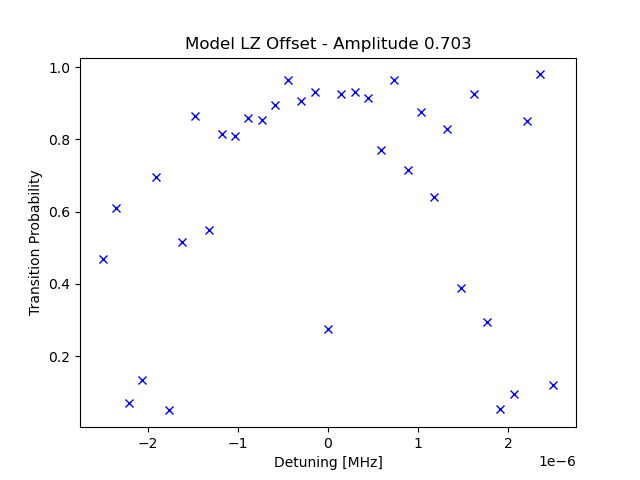 Model LZ Offset - Amplitude 0.703
1.0
0.8
0.6
0.4
0.2
Transition Probability
−2
−1
0
1
2
1e−6
Detuning [MHz]